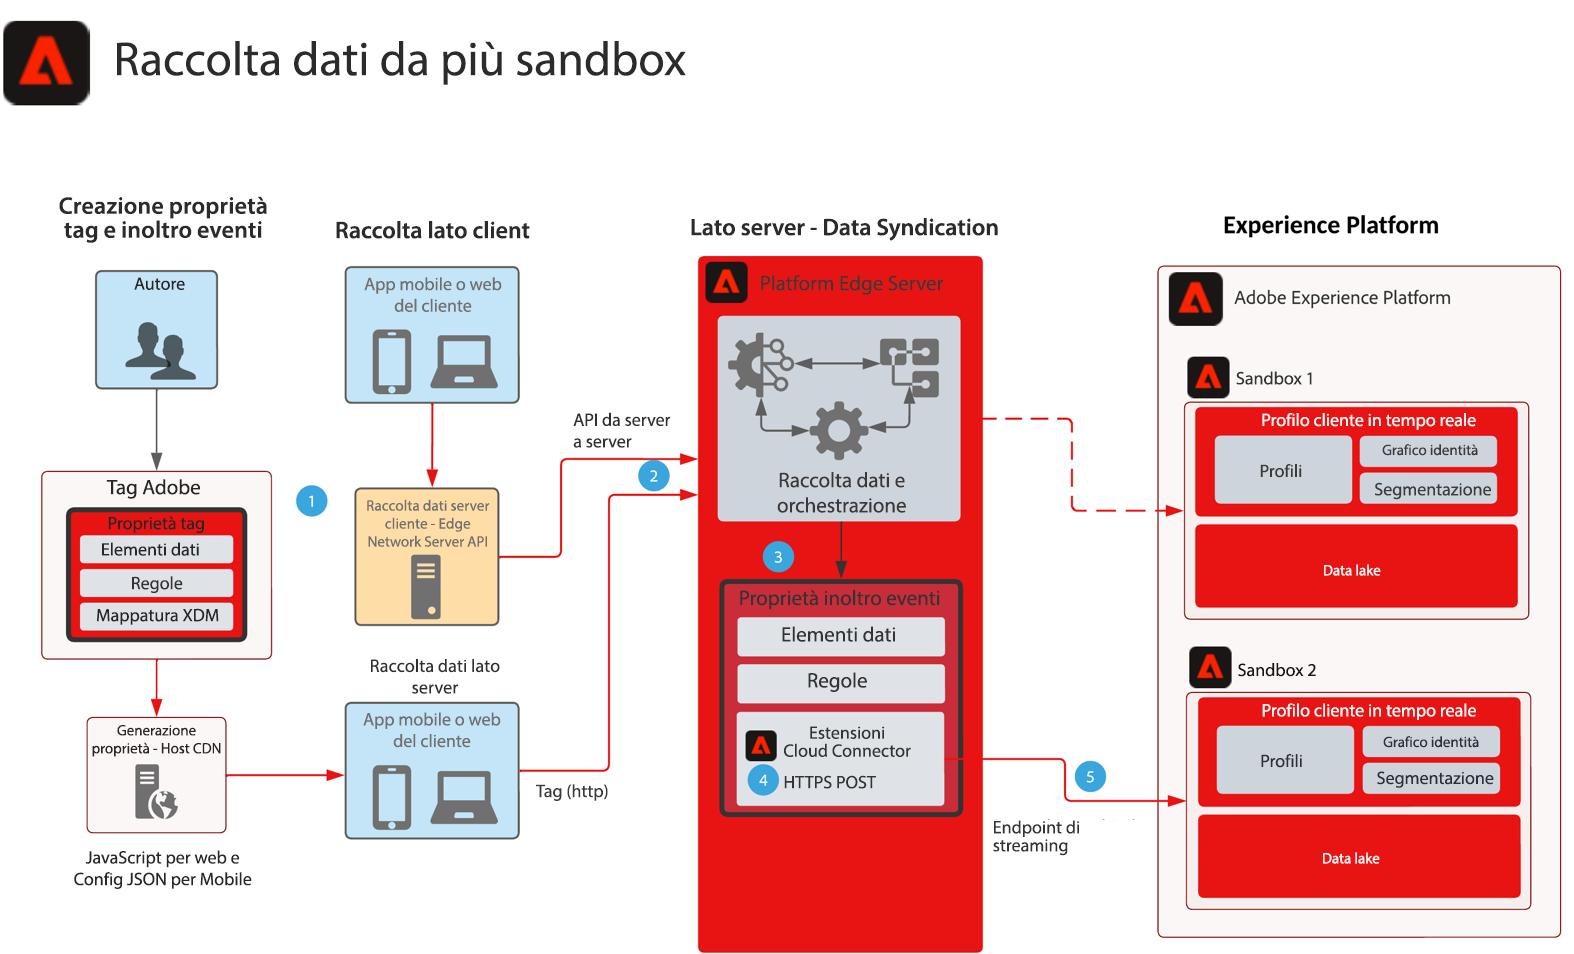 Raccolta dati da più sandbox
Creazione proprietà
tag e inoltro eventi
Autore
Tag Adobe
Proprietà tag
Elementi dati
Regole
Mappatura XDM
Generazione
proprietà - Host CDN
JavaScript per web e
Config JSON per Mobile
1
Raccolta lato client
App mobile o web
del cliente
Raccolta dati server
cliente - Edge
Network Server API
Raccolta dati lato
server
App mobile o web
del cliente
API da server
a server
2
Tag (http)
Lato server - Data Syndication
Platform Edge Server
Raccolta dati e
orchestrazione
3
Proprietà inoltro eventi
Elementi dati
Regole
Estensioni
Cloud Connector
4
HTTPS POST
5
Endpoint di
streaming
Experience Platform
Adobe Experience Platform
Sandbox 1
Profilo cliente in tempo reale
Profili
Grafico identità
Segmentazione
Data lake
Sandbox 2
Profilo cliente in tempo reale
Profili
Grafico identità
Segmentazione
Data lake